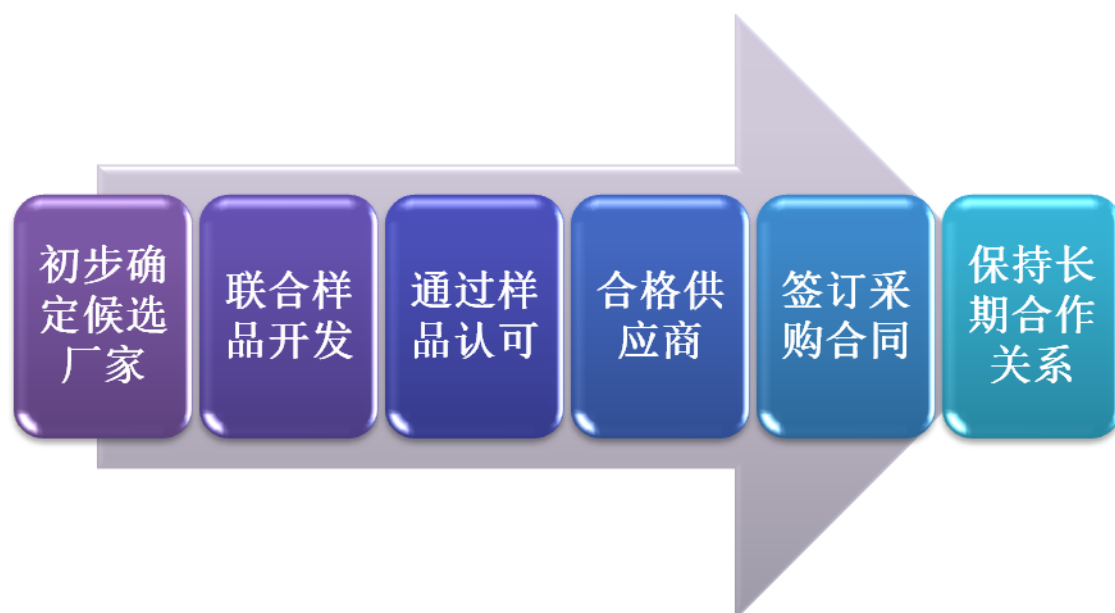 初步确
定候选
厂家
联合样
品开发
通过样
品认可
合格供
应商
签订采
购合同
保持长
期合作
关系